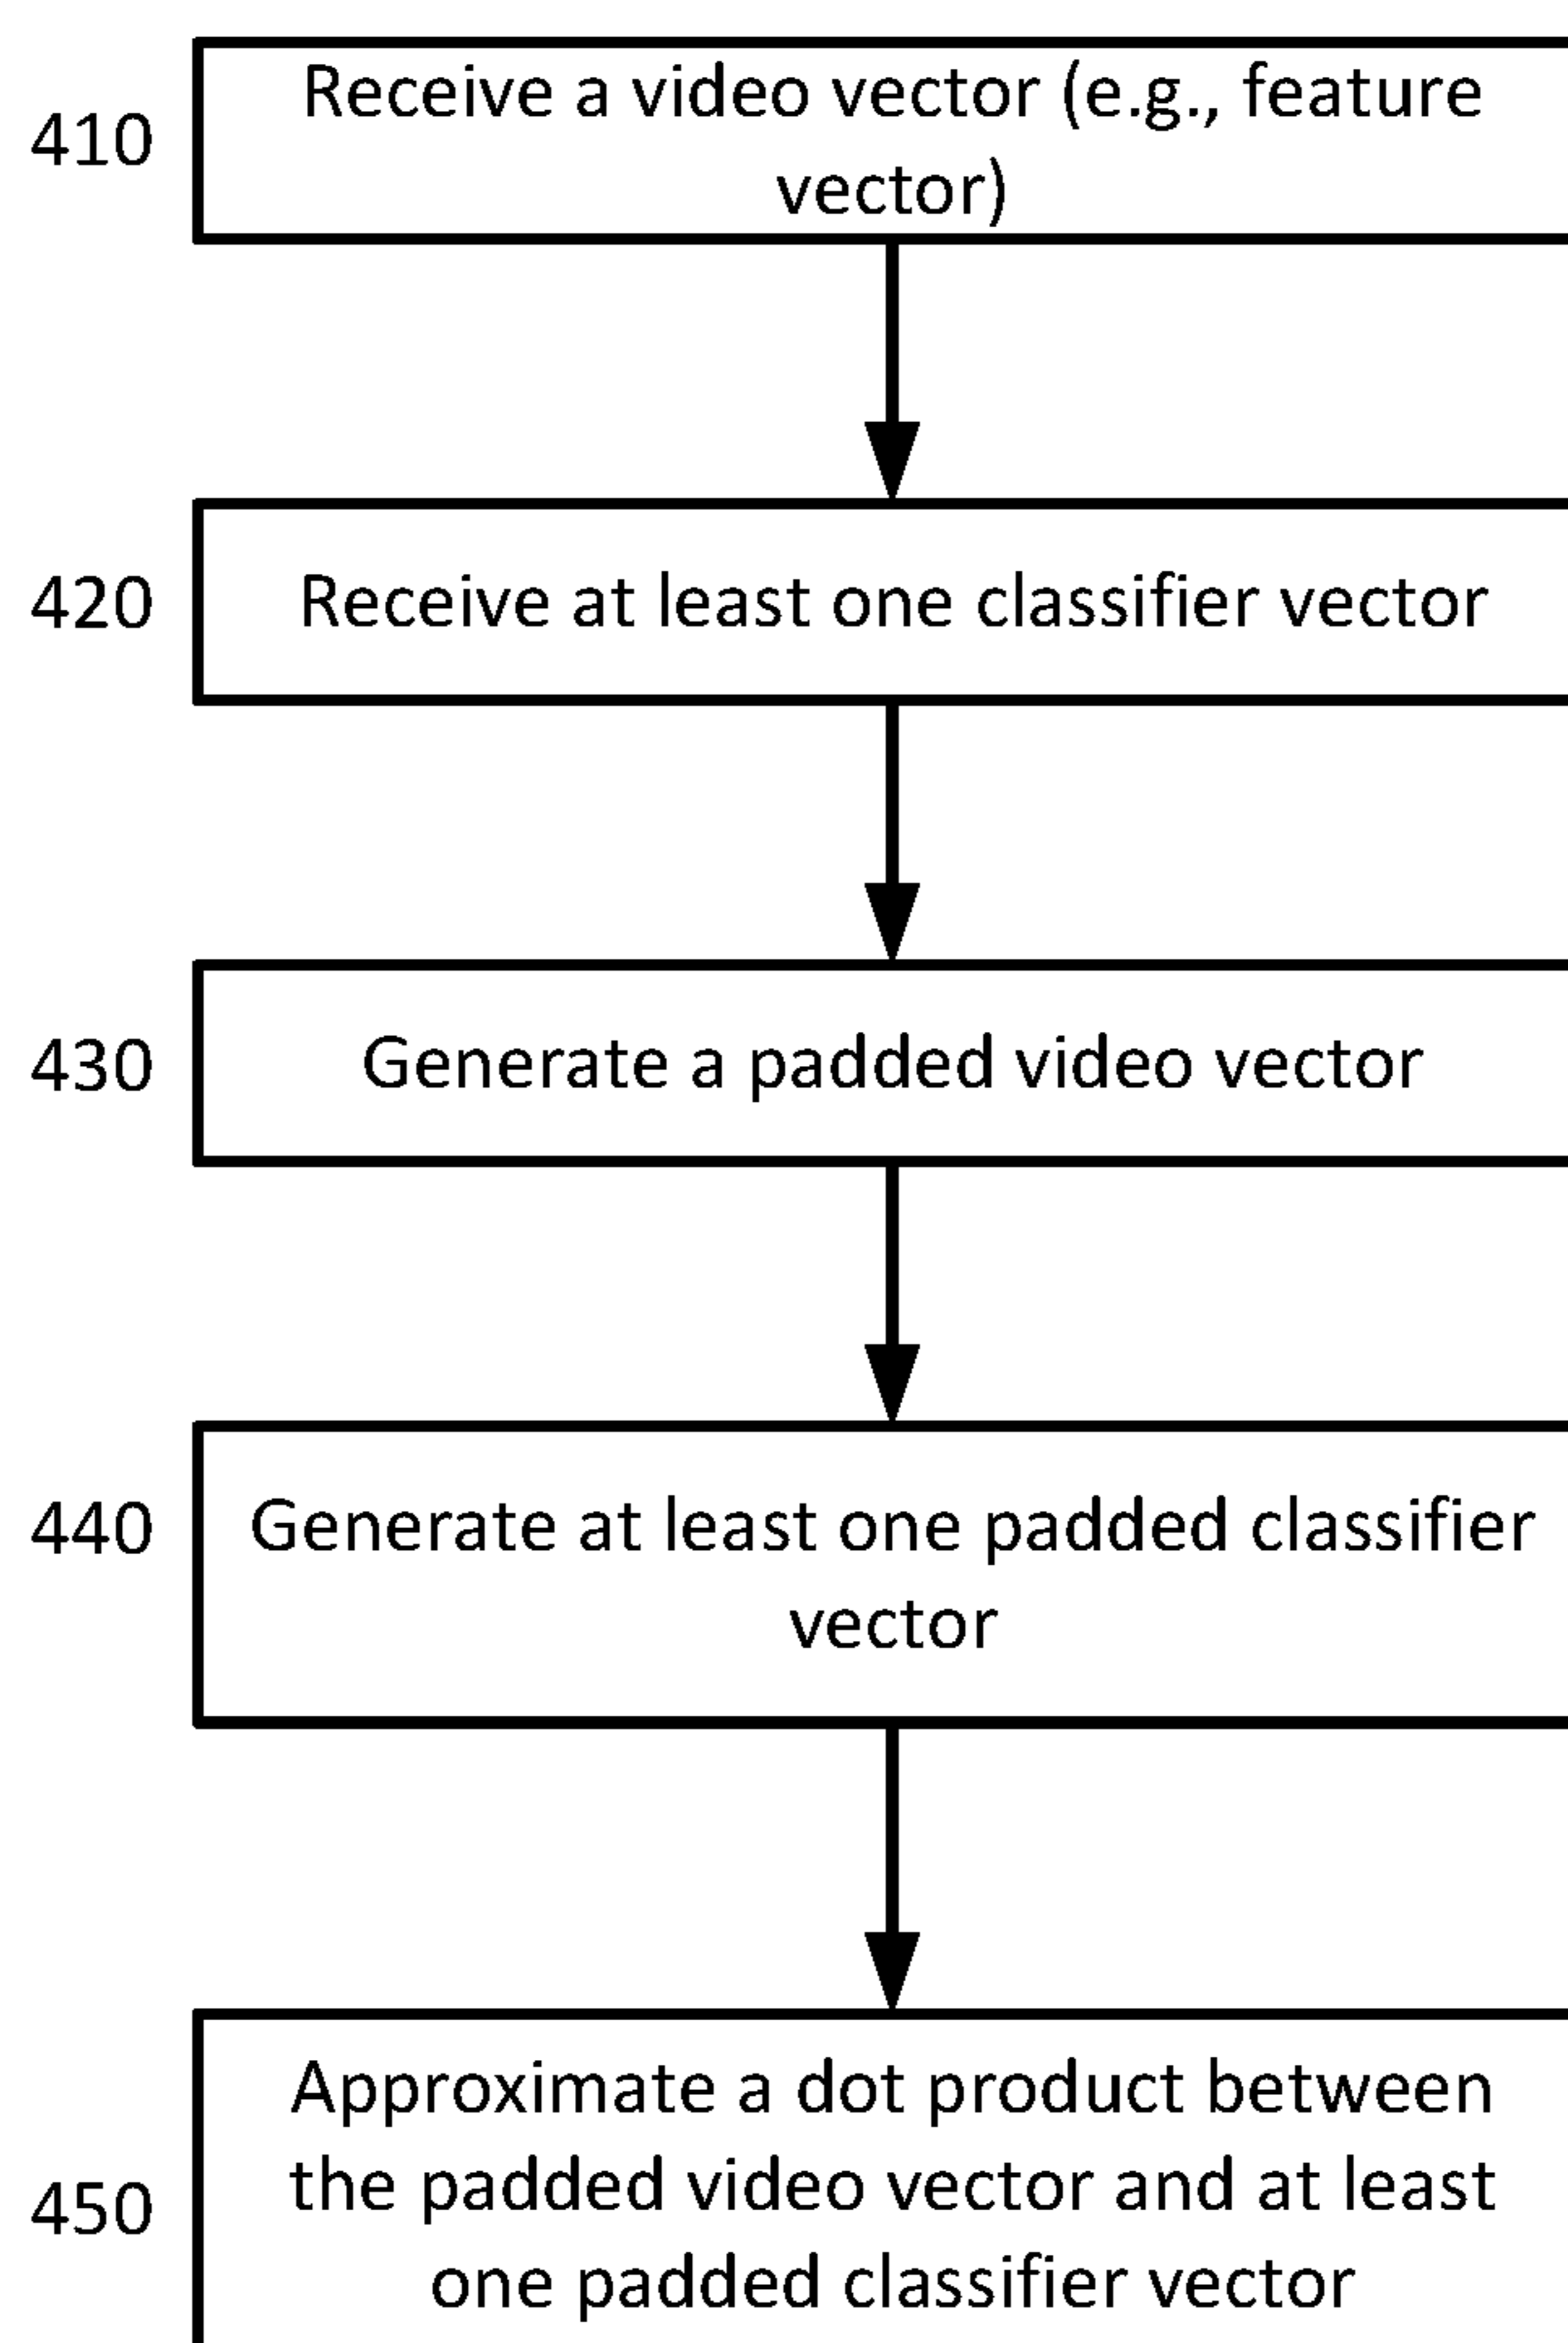 410
Receive a video vector (e.g., feature
vector)
420
Receive at least one classifier vector
430
Generate a padded video vector
440
Generate at least one padded classifier
vector
450
Approximate a dot product between
the padded video vector and at least
one padded classifier vector